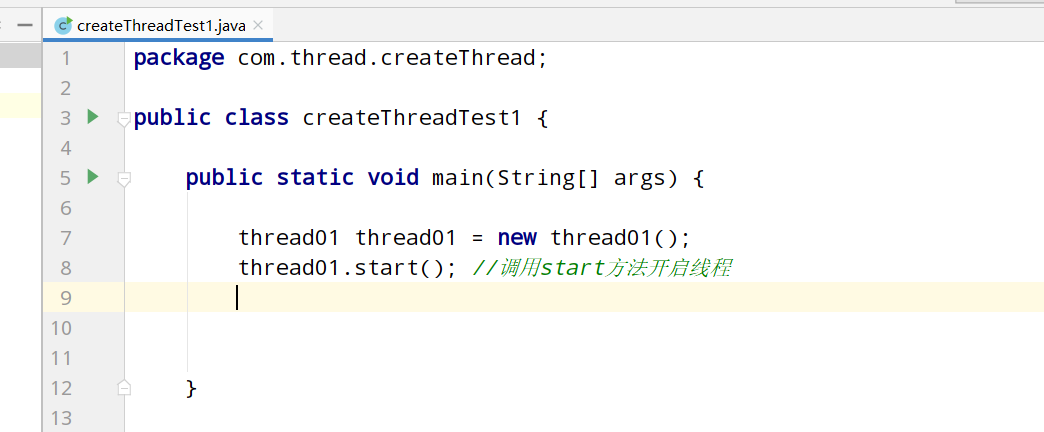 createThreadTest1.java
1 package com.thread.createThread;
2
3 public class createThreadTest1 {
4
5 public static void main(String[] args) {
6
7 thread01 thread01 = new thread01();
8 thread01.start(); //调用start方法开启线程
9
10
11
12 }
13